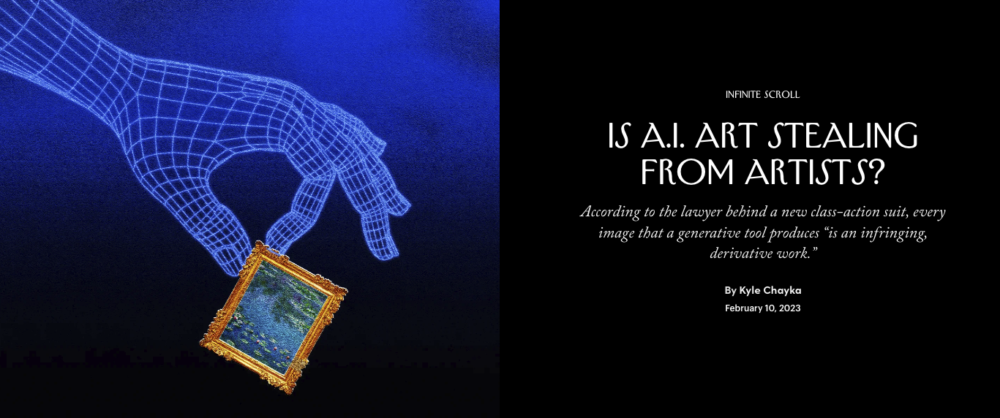 INFINITE SCROLL
IS A.I. ART STEALING
FROM ARTISTS?
According to the lawyer behind a new class-action suit, every
image that a generative tool produces “is an infringing,
derivative work.”
By Kyle Chayka
February 10, 2023